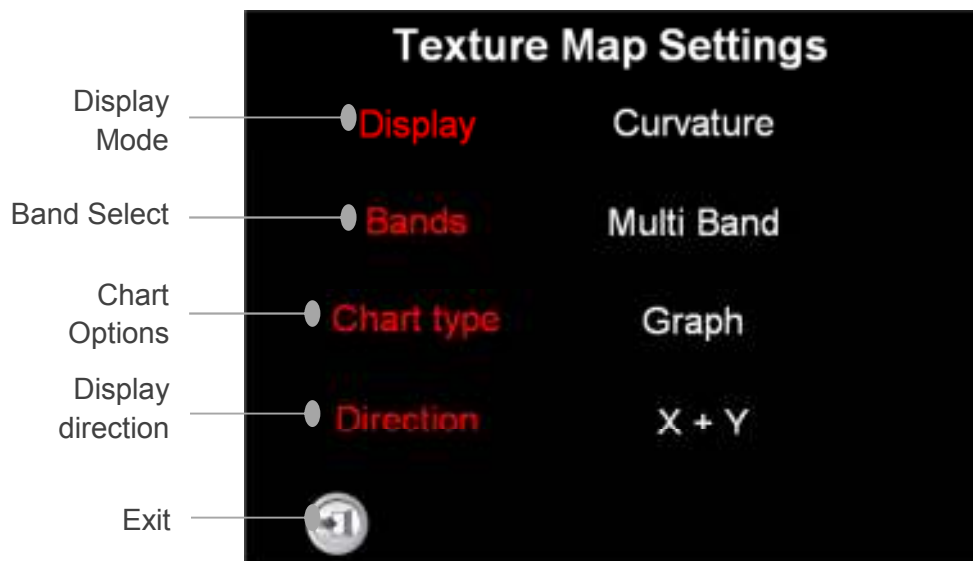 Texture Map Settings
Display
Mode
Display Curvature
Band Select
Bands Multi Band
Chart
Options
Chart type Graph
Display
direction
Direction X + Y
Exit